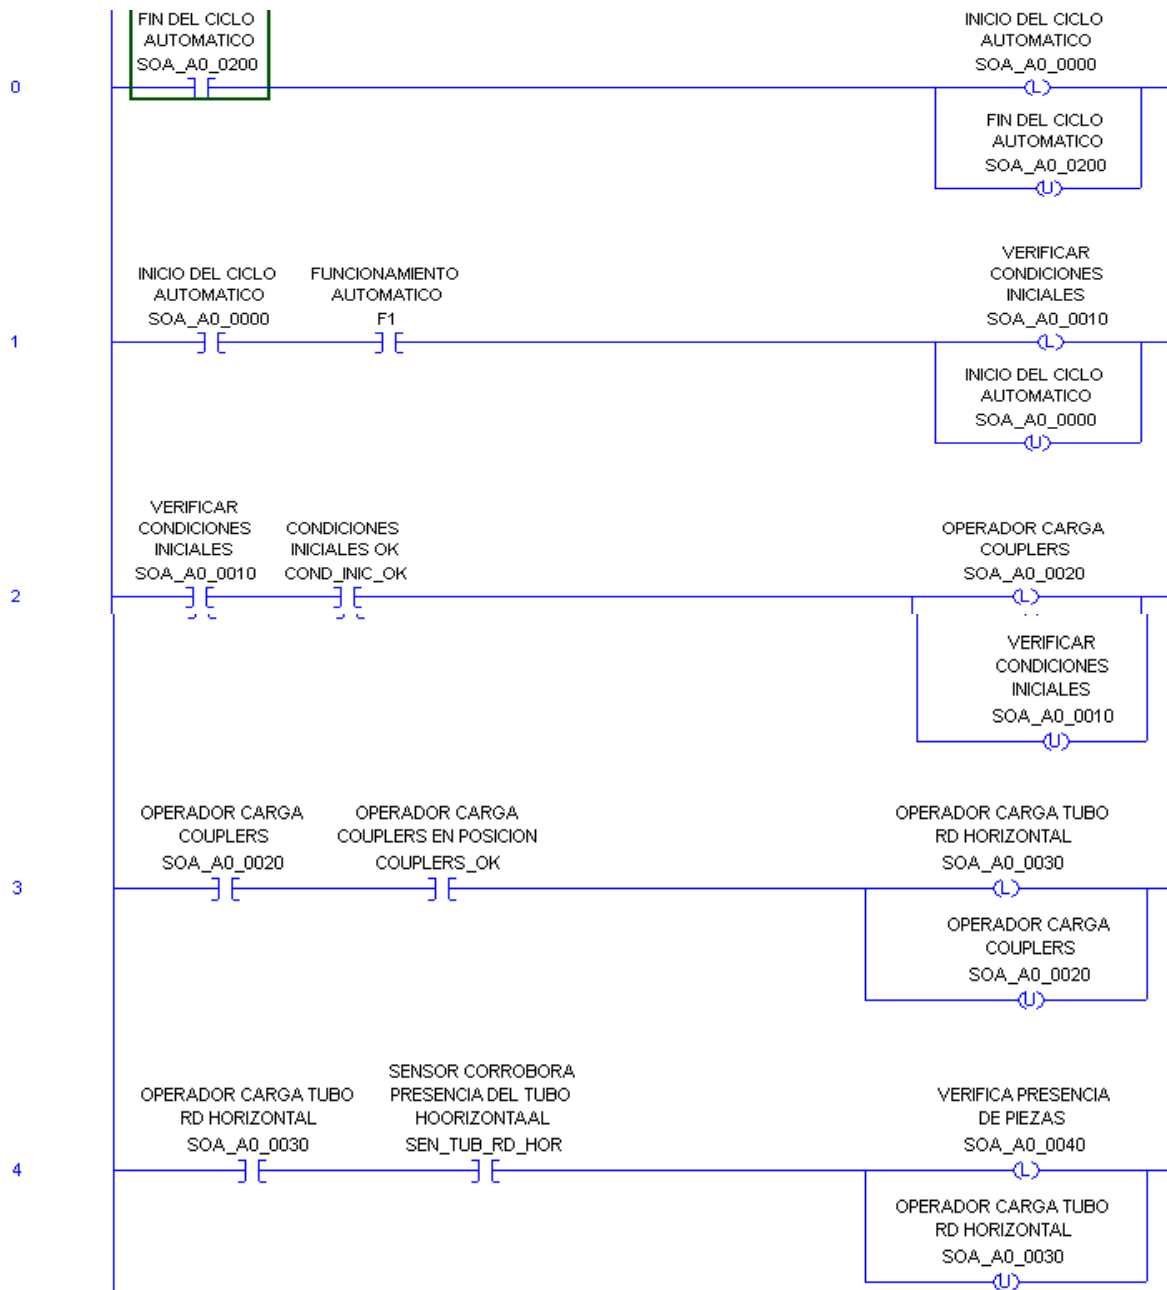 FIN DEL CICLO
AUTOMATICO
SOA_A0_0200
INICIO DEL CICLO
AUTOMATICO
SOA_A0_0000
0
L
FIN DEL CICLO
AUTOMATICO
SOA_A0_0200
U
INICIO DEL CICLO
AUTOMATICO
SOA_A0_0000
FUNCIONAMIENTO
AUTOMATICO
F1
VERIFICAR
CONDICIONES
INICIALES
SOA_A0_0010
1
L
INICIO DEL CICLO
AUTOMATICO
SOA_A0_0000
U
VERIFICAR
CONDICIONES
INICIALES
SOA_A0_0010
CONDICIONES
INICIALES OK
COND_INIC_OK
OPERADOR CARGA
COUPLERS
SOA_A0_0020
2
L
VERIFICAR
CONDICIONES
INICIALES
SOA_A0_0010
U
OPERADOR CARGA
COUPLERS
SOA_A0_0020
OPERADOR CARGA
COUPLERS EN POSICION
COUPLERS_OK
OPERADOR CARGA TUBO
RD HORIZONTAL
SOA_A0_0030
3
L
OPERADOR CARGA
COUPLERS
SOA_A0_0020
U
OPERADOR CARGA TUBO
RD HORIZONTAL
SOA_A0_0030
SENSOR CORROBORA
PRESENCIA DEL TUBO
HOORIZONTAAL
SEN_TUB_RD_HOR
VERIFICA PRESENCIA
DE PIEZAS
SOA_A0_0040
4
L
OPERADOR CARGA TUBO
RD HORIZONTAL
SOA_A0_0030
U